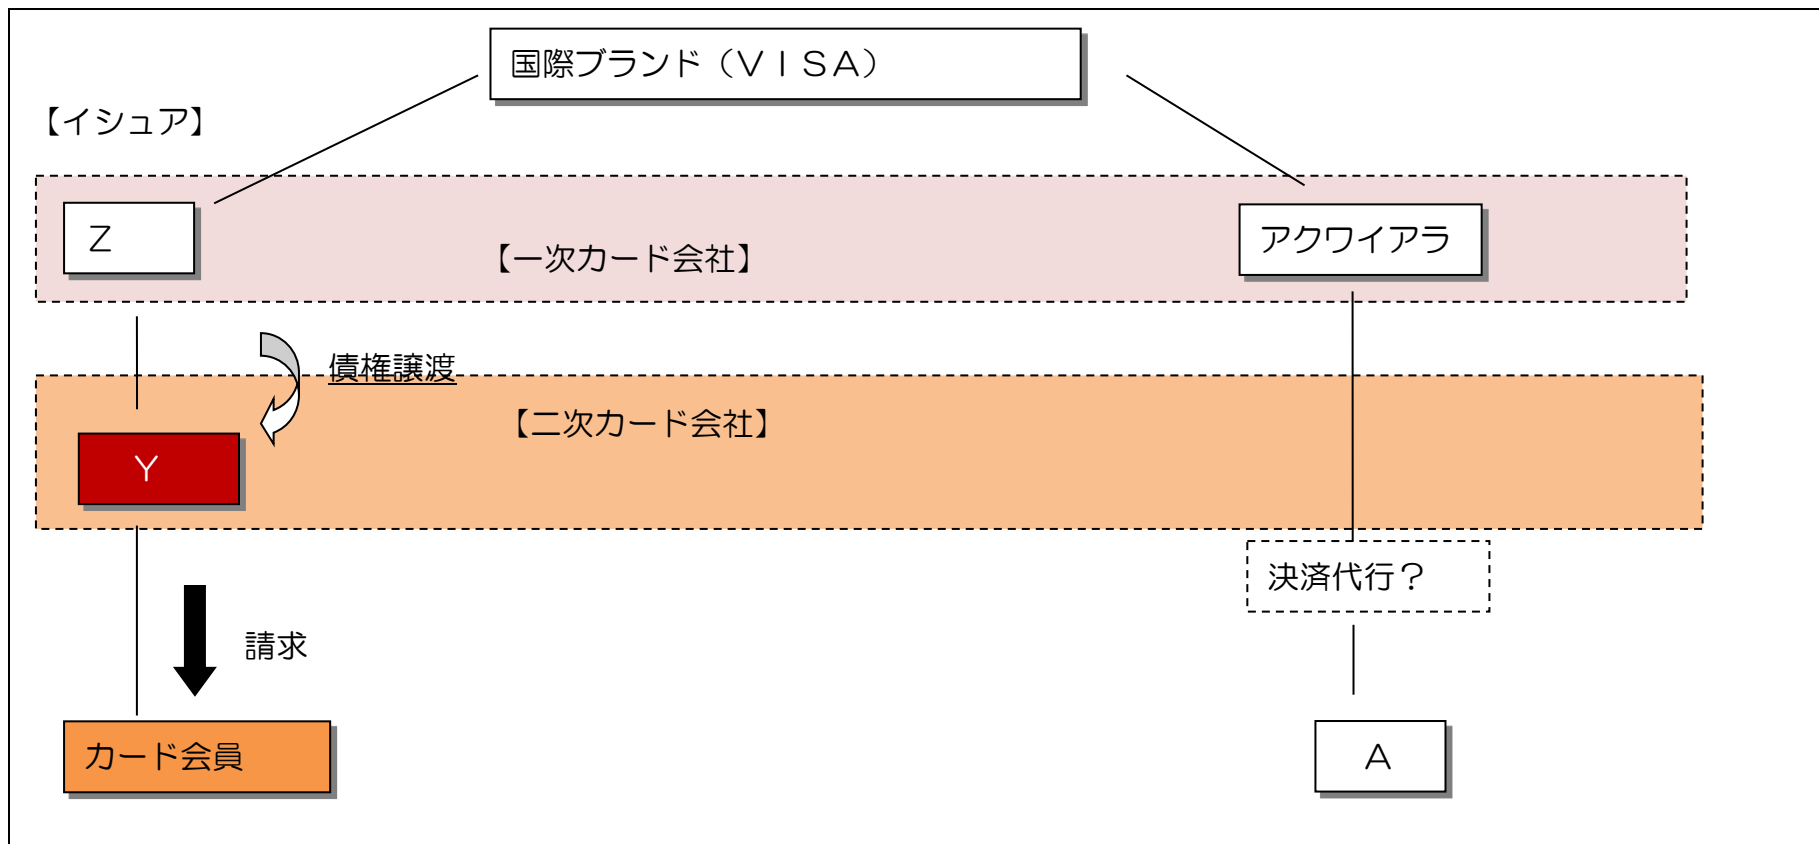 国際ブランド（ＶＩＳＡ）
【イシュア】
Ｚ
【一次カード会社】
アクワイアラ
債権譲渡
【二次カード会社】
Ｙ
決済代行？
請求
カード会員
Ａ